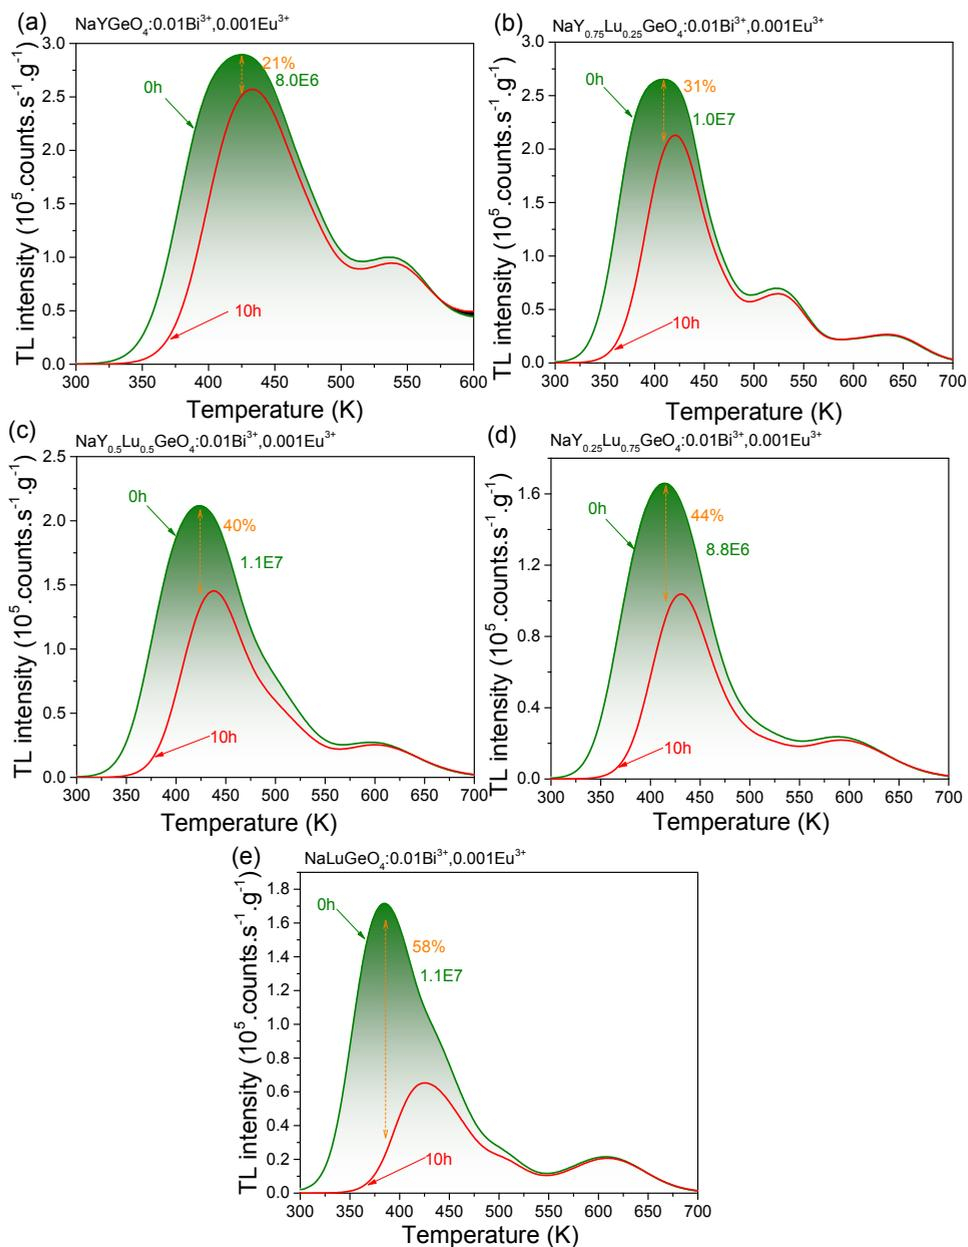 (a)
NaYGeO₄:0.01Bi³⁺,0.001Eu³⁺
TL intensity (10⁵.counts.s⁻¹.g⁻¹)
3.0
2.5
2.0
1.5
1.0
0.5
0.0
0h
21%
8.0E6
10h
300 350 400 450 500 550 600
Temperature (K)
(b)
NaY₀.₇₅Lu₀.₂₅GeO₄:0.01Bi³⁺,0.001Eu³⁺
TL intensity (10⁵.counts.s⁻¹.g⁻¹)
3.0
2.5
2.0
1.5
1.0
0.5
0.0
0h
31%
1.0E7
10h
300 350 400 450 500 550 600 650 700
Temperature (K)
(c)
NaY₀.₅Lu₀.₅GeO₄:0.01Bi³⁺,0.001Eu³⁺
TL intensity (10⁵.counts.s⁻¹.g⁻¹)
2.5
2.0
1.5
1.0
0.5
0.0
0h
40%
1.1E7
10h
300 350 400 450 500 550 600 650 700
Temperature (K)
(d)
NaY₀.₂₅Lu₀.₇₅GeO₄:0.01Bi³⁺,0.001Eu³⁺
TL intensity (10⁵.counts.s⁻¹.g⁻¹)
1.6
1.2
0.8
0.4
0.0
0h
44%
8.8E6
10h
300 350 400 450 500 550 600 650 700
Temperature (K)
(e)
NaLuGeO₄:0.01Bi³⁺,0.001Eu³⁺
TL intensity (10⁵.counts.s⁻¹.g⁻¹)
1.8
1.6
1.4
1.2
1.0
0.8
0.6
0.4
0.2
0.0
0h
58%
1.1E7
10h
300 350 400 450 500 550 600 650 700
Temperature (K)